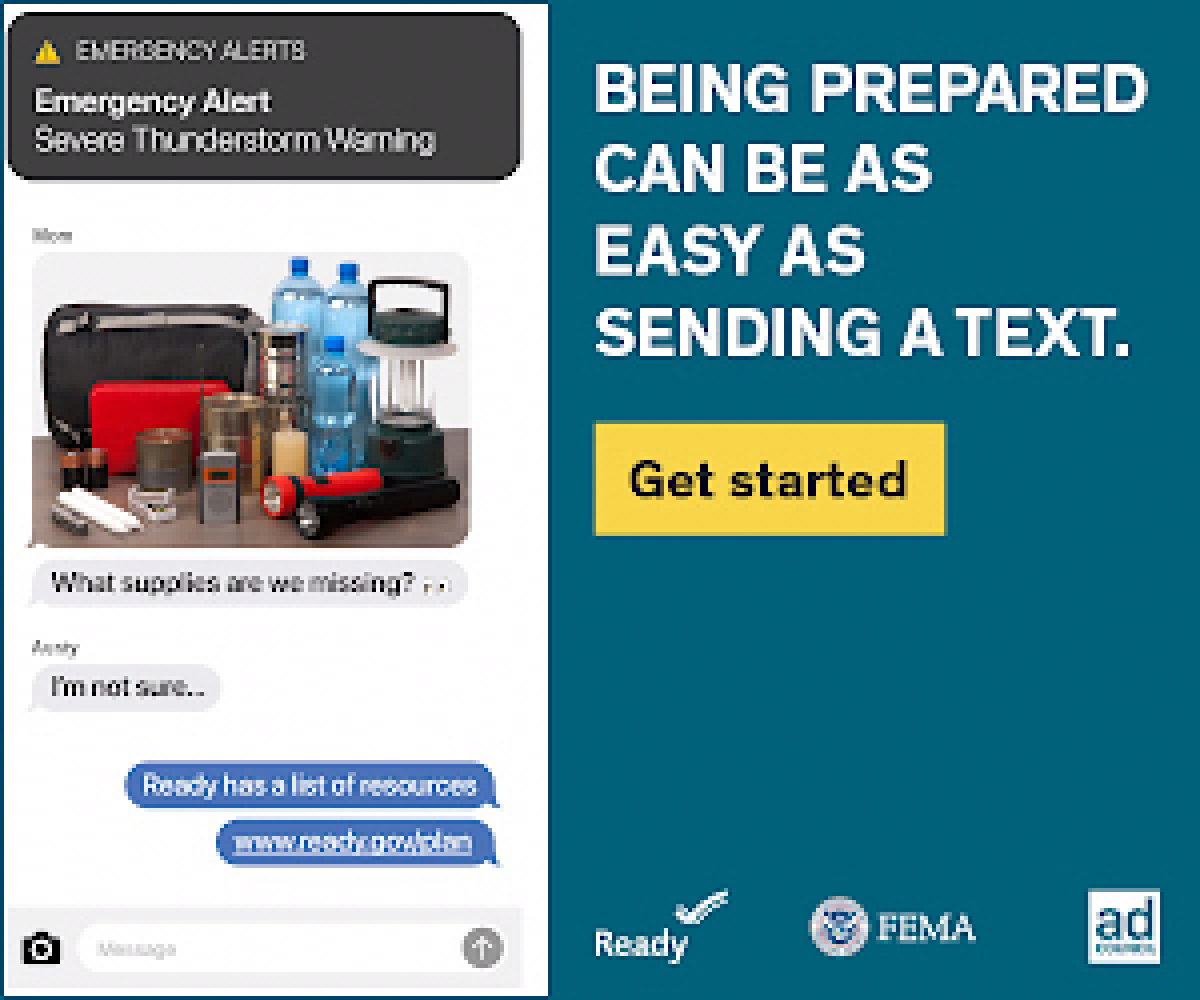 EMERGENCY ALERTS
Emergency Alert
Severe Thunderstorm Warning
Mom
What supplies are we missing? 👀
Aunty
I'm not sure...
Ready has a list of resources
www.ready.gov/plan
Message
BEING PREPARED
CAN BE AS
EASY AS
SENDING A TEXT.
Get started
Ready
FEMA
ad
COUNCIL